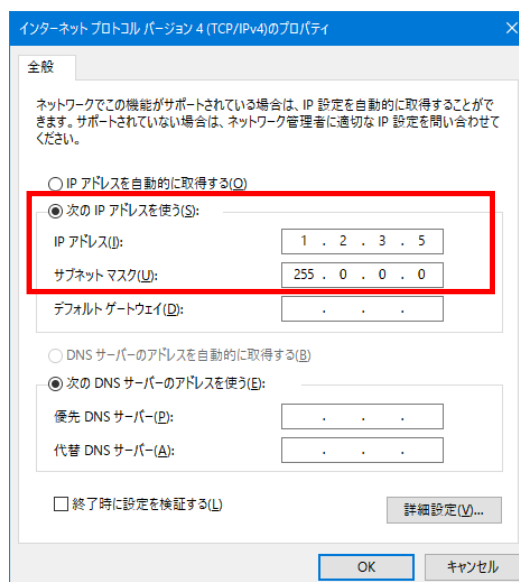 インターネット プロトコル バージョン 4 (TCP/IPv4)のプロパティ
全般
ネットワークでこの機能がサポートされている場合は、IP 設定を自動的に取得することがで
きます。サポートされていない場合は、ネットワーク管理者に適切な IP 設定を問い合わせて
ください。
IP アドレスを自動的に取得する(O)
次の IP アドレスを使う(S):
IP アドレス(I): 1 . 2 . 3 . 5
サブネット マスク(U): 255 . 0 . 0 . 0
デフォルト ゲートウェイ(D): . . .
DNS サーバーのアドレスを自動的に取得する(B)
次の DNS サーバーのアドレスを使う(E):
優先 DNS サーバー(P): . . .
代替 DNS サーバー(A): . . .
終了時に設定を検証する(L)
詳細設定(V)...
OK キャンセル